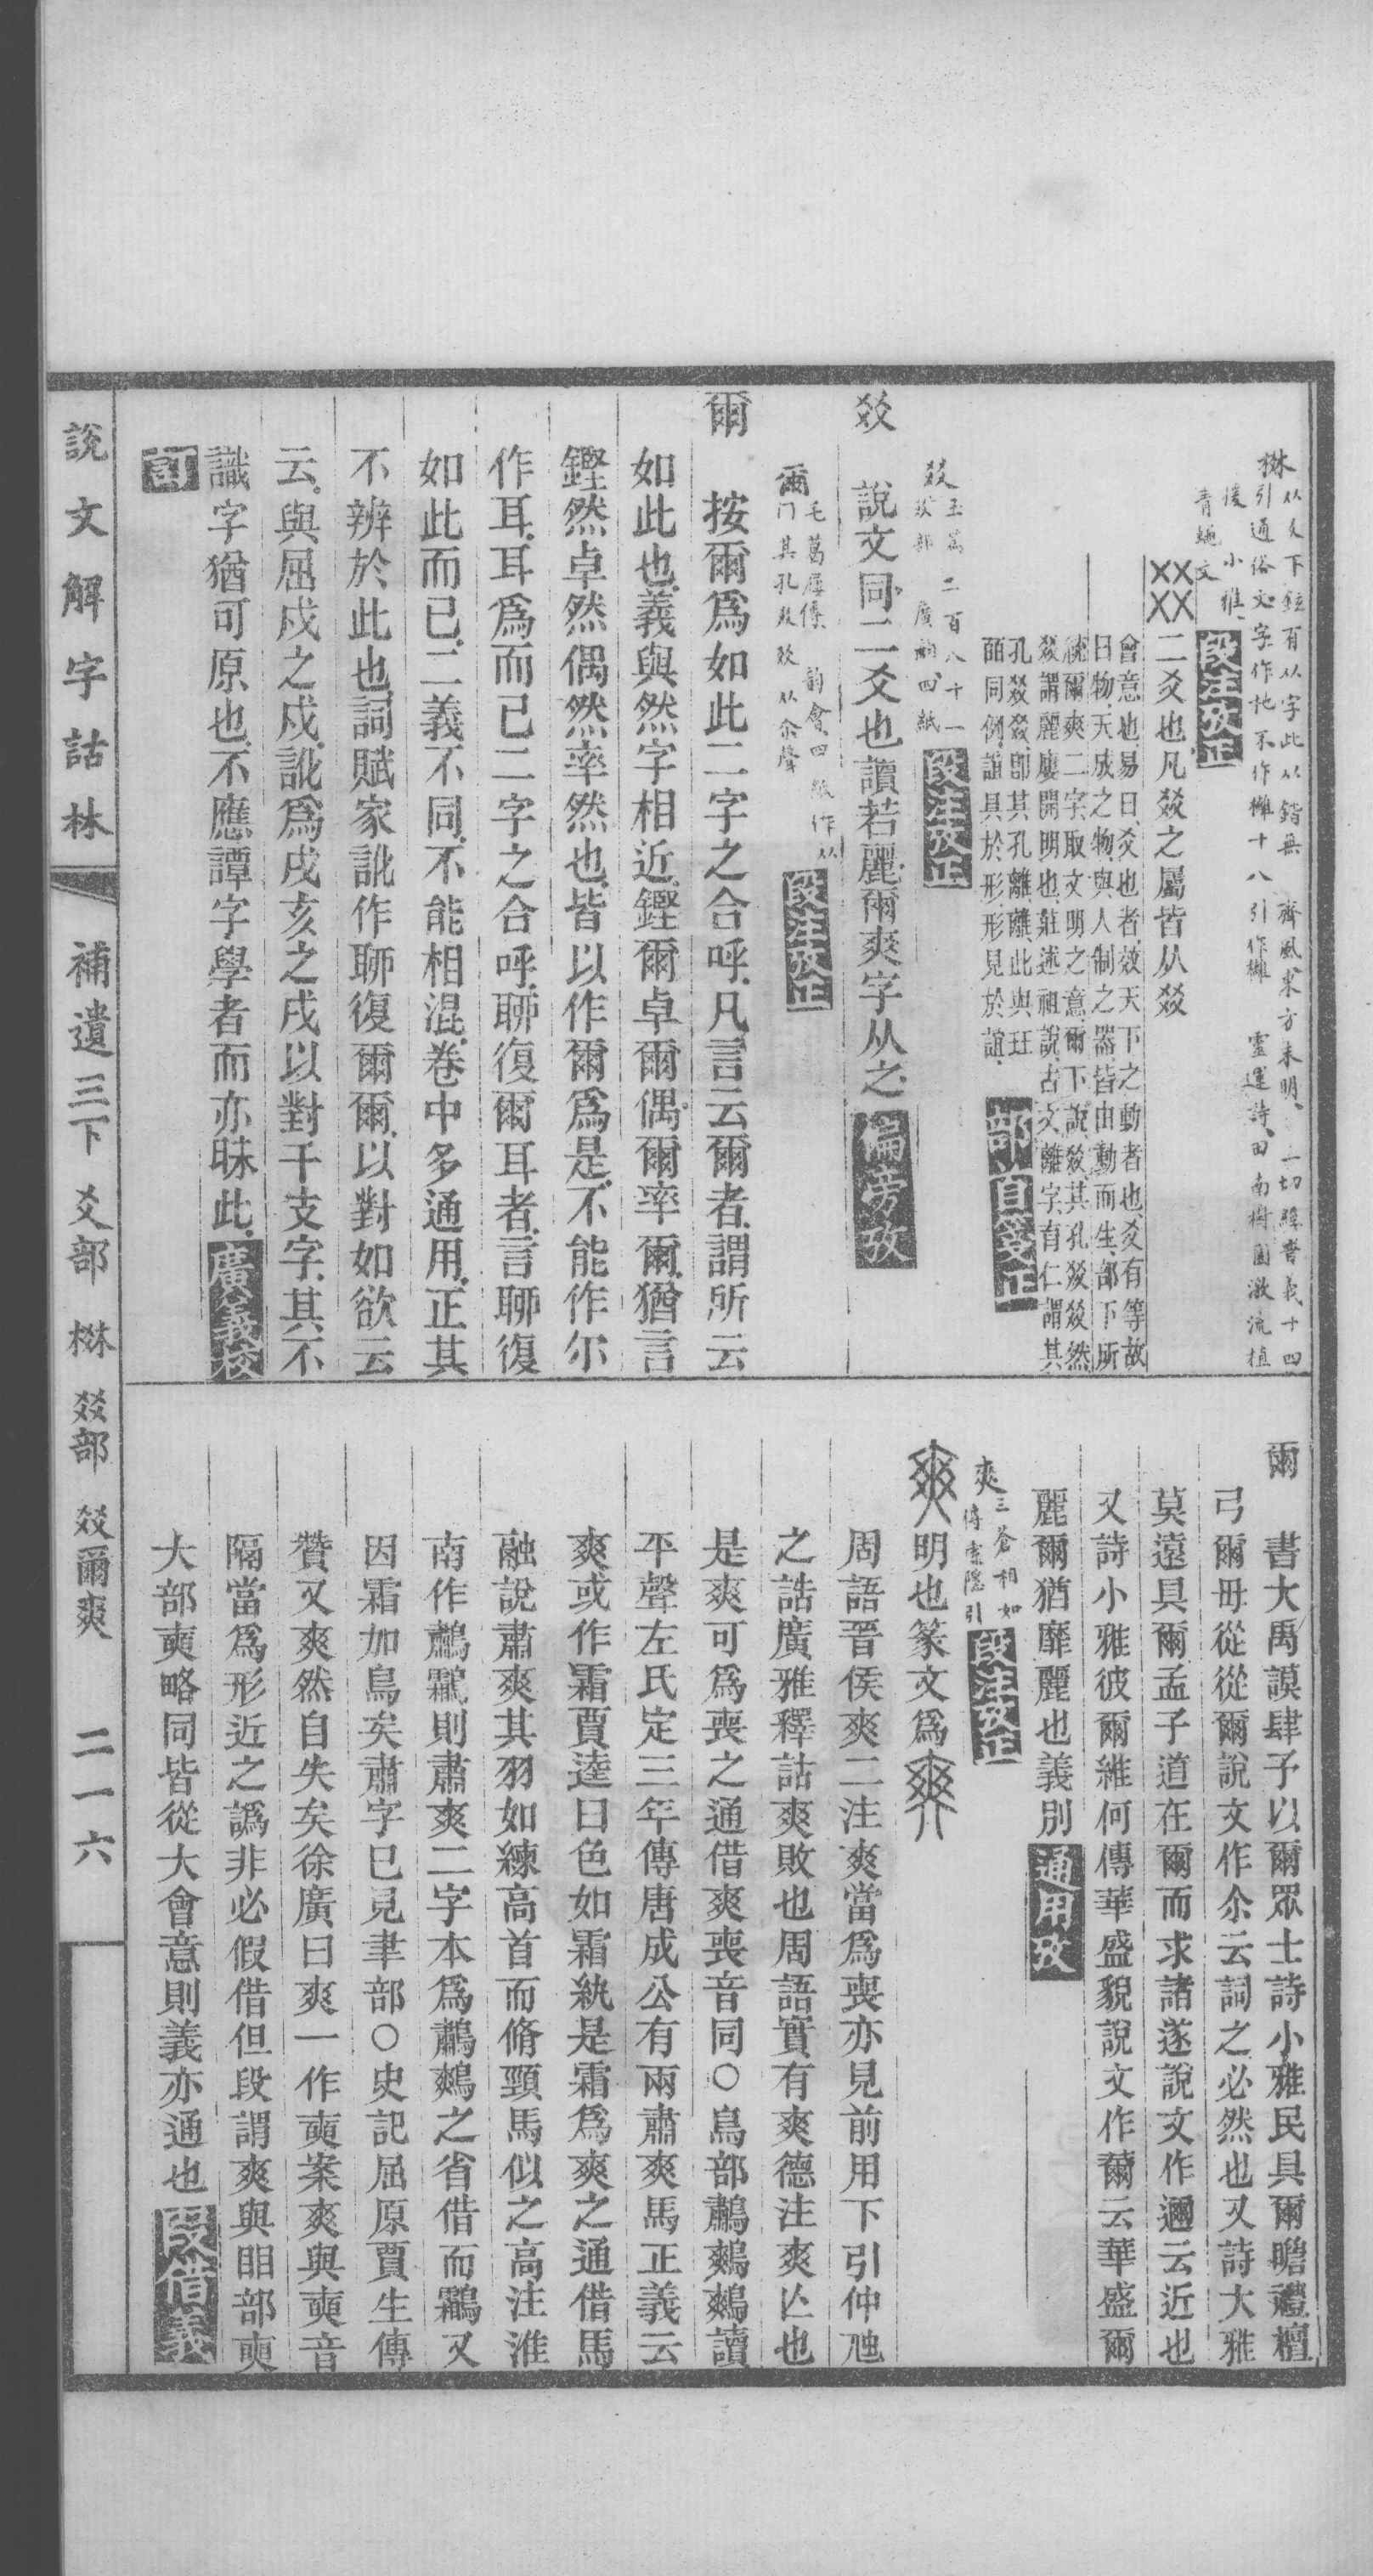 棥从爻下鉉有从字此从鍇無　齊風東方未明、一切經音義十四
引通俗文字作杝不作欏十八引作欏　靈運詩、田南樹園激流植
援　小雅、
青蠅文
段注攷正
㸚二爻也凡㸚之屬皆从㸚
會意也易曰爻也者效天下之動者也爻有等故
曰物天成之物與人制之器皆由動而生部下所
統爾爽二字取文明之意爾下說㸚其孔㸚㸚然
㸚謂麗廔開明也莊述祖說古文離字有仁謂其
孔㸚㸚卽其孔離離此與玨
㽬同例誼具於形形見於誼
部首箋正
㸚玉篇　二百八十一
㸚部　廣韵四紙
段注攷正
㸚　說文同二爻也讀若麗爾爽字从之偏旁攷
爾毛葛屨傳　韵會四紙作从
冂其孔㸚㸚从尒聲
段注攷正
爾　按爾爲如此二字之合呼凡言云爾者謂所云
如此也義與然字相近鏗爾卓爾偶爾率爾猶言
鏗然卓然偶然率然也皆以作爾爲是不能作尔
作耳耳爲而已二字之合呼聊復爾耳者言聊復
如此而已二義不同不能相混卷中多通用正其
不辨於此也詞賦家訛作聊復爾爾以對如欲云
云與屈戍之戍訛爲戌亥之戌以對干支字其不
識字猶可原也不應譚字學者而亦昧此廣義校
訂
爾　書大禹謨肆予以爾眾士詩小雅民具爾瞻禮檀
弓爾毋從從爾說文作尒云詞之必然也又詩大雅
莫遠具爾孟子道在爾而求諸遂說文作邇云近也
又詩小雅彼爾維何傳華盛貌說文作薾云華盛爾
麗爾猶靡麗也義別通用攷
爽三蒼相如
傳索隱引
段注攷正
爽明也篆文爲爽
周語晉侯爽二注爽當爲喪亦見前用下引仲虺
之誥廣雅釋詁爽敗也周語實有爽德注爽亾也
是爽可爲喪之通借爽喪音同○鳥部鷫鷞鷞讀
平聲左氏定三年傳唐成公有兩肅爽馬正義云
爽或作霜賈逵曰色如霜紈是霜爲爽之通借馬
融說肅爽其羽如練高首而脩頸馬似之高注淮
南作鷫鸘則肅爽二字本爲鷫鷞之省借而鸘又
因霜加鳥矣肅字巳見聿部○史記屈原賈生傳
贊又爽然自失矣徐廣曰爽一作奭案爽與奭音
隔當爲形近之譌非必假借但段謂爽與䀠部奭
大部奭略同皆從大會意則義亦通也叚借義
說文解字詁林　補遺三下　爻部　棥　㸚部　㸚爾爽　二一六